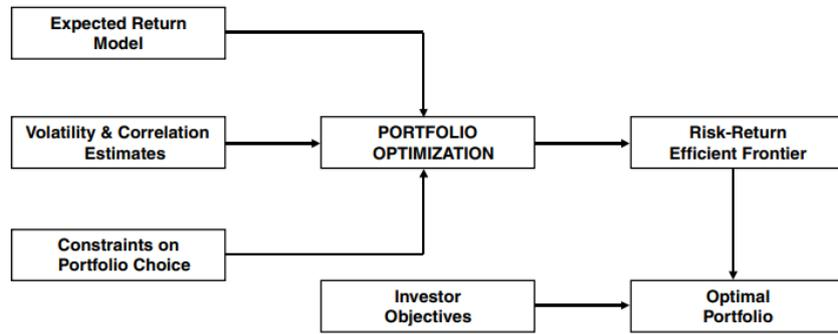 Expected Return
Model
Volatility & Correlation
Estimates
PORTFOLIO
OPTIMIZATION
Risk-Return
Efficient Frontier
Constraints on
Portfolio Choice
Investor
Objectives
Optimal
Portfolio